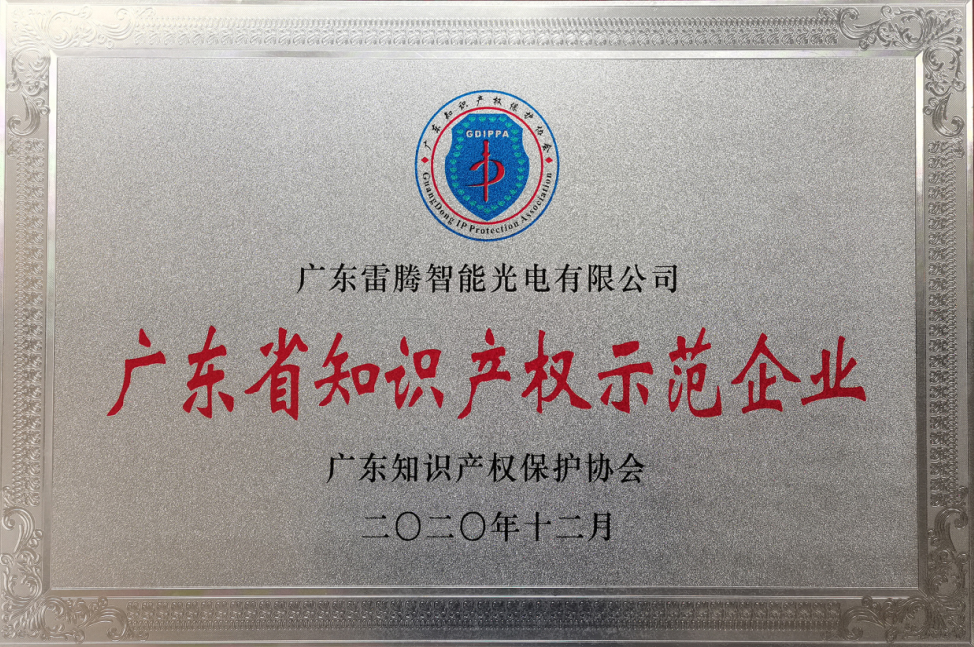 广东知识产权保护协会
GDIPPA
GuangDong IP Protection Association
广东雷腾智能光电有限公司
广东省知识产权示范企业
广东知识产权保护协会
二〇二〇年十二月